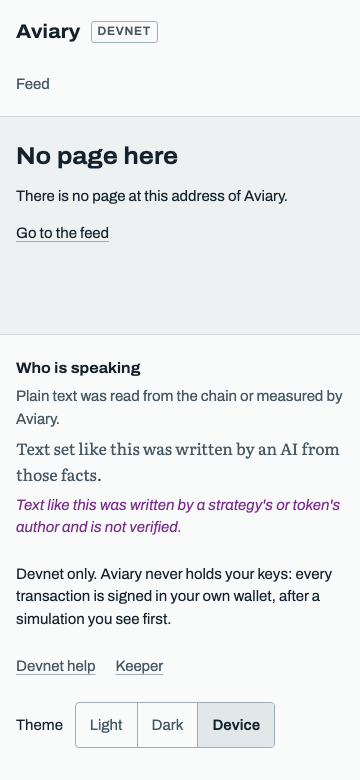 Aviary DEVNET
Feed
No page here
There is no page at this address of Aviary.
Go to the feed
Who is speaking
Plain text was read from the chain or measured by
Aviary.
Text set like this was written by an AI from
those facts.
Text like this was written by a strategy's or token's
author and is not verified.
Devnet only. Aviary never holds your keys: every
transaction is signed in your own wallet, after a
simulation you see first.
Devnet help Keeper
Theme Light Dark Device